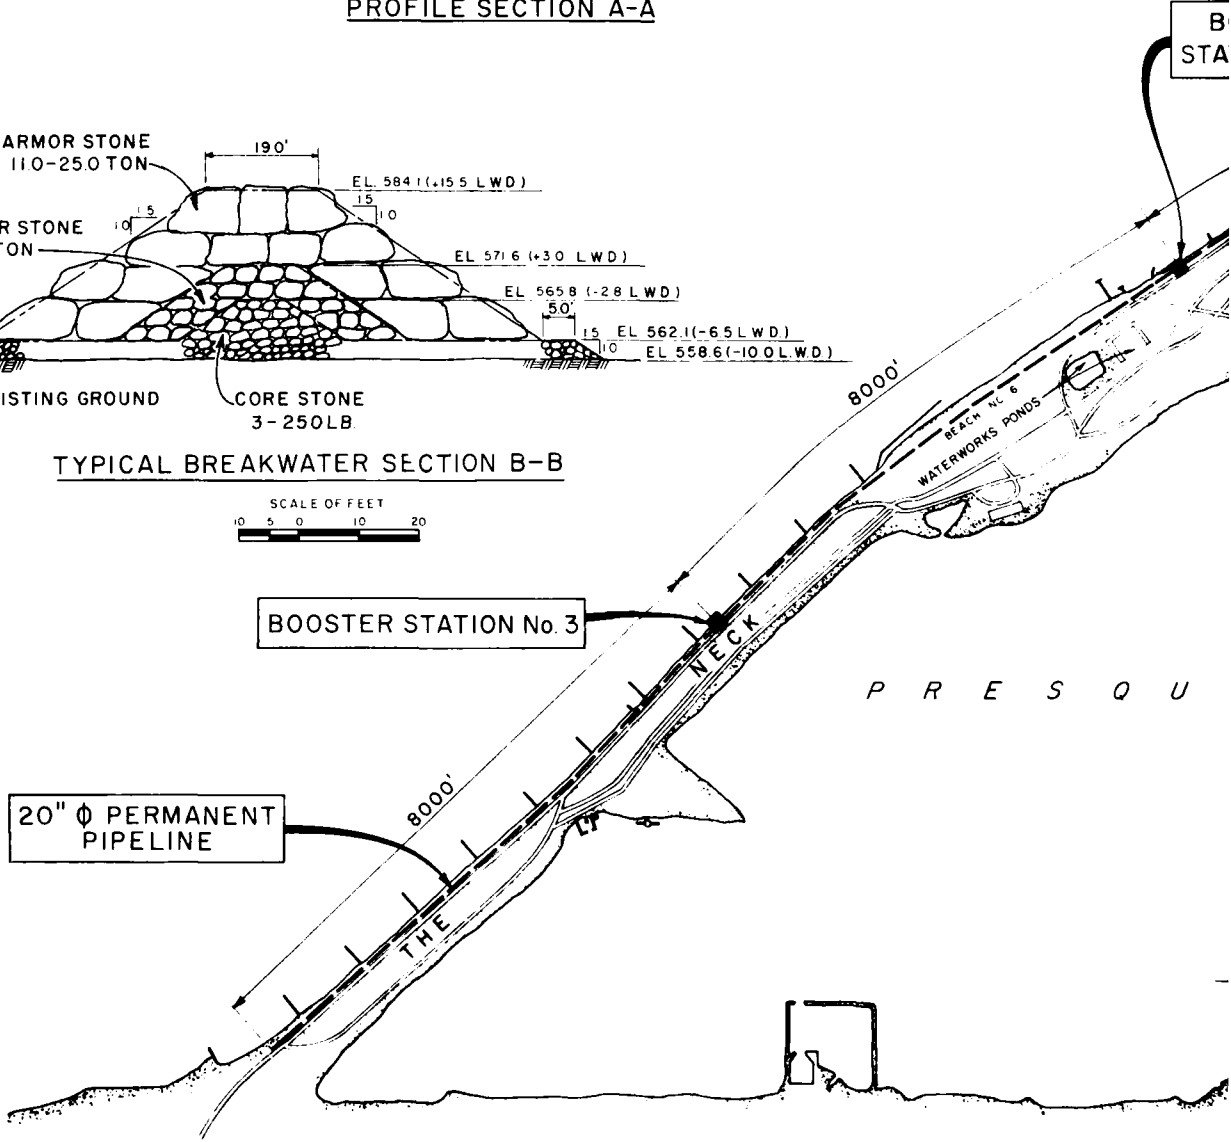 PROFILE SECTION A-A
ARMOR STONE
11.0-25.0 TON
19.0'
EL. 584.1 (+15.5 LWD)
1.5
1.0
1.5
1.0
R STONE
TON
EL 571.6 (+3.0 LWD)
EL 565.8 (-2.8 LWD)
5.0'
1.5
1.0
EL 562.1 (-6.5 L.W.D.)
EL 558.6 (-10.0 L.W.D.)
ISTING GROUND
CORE STONE
3-250LB.
TYPICAL BREAKWATER SECTION B-B
SCALE OF FEET
10 5 0 10 20
STA
8000'
BEACH NO. 6
WATERWORKS PONDS
BOOSTER STATION No. 3
NECK
PRESQU
8000'
20" ϕ PERMANENT
PIPELINE
THE